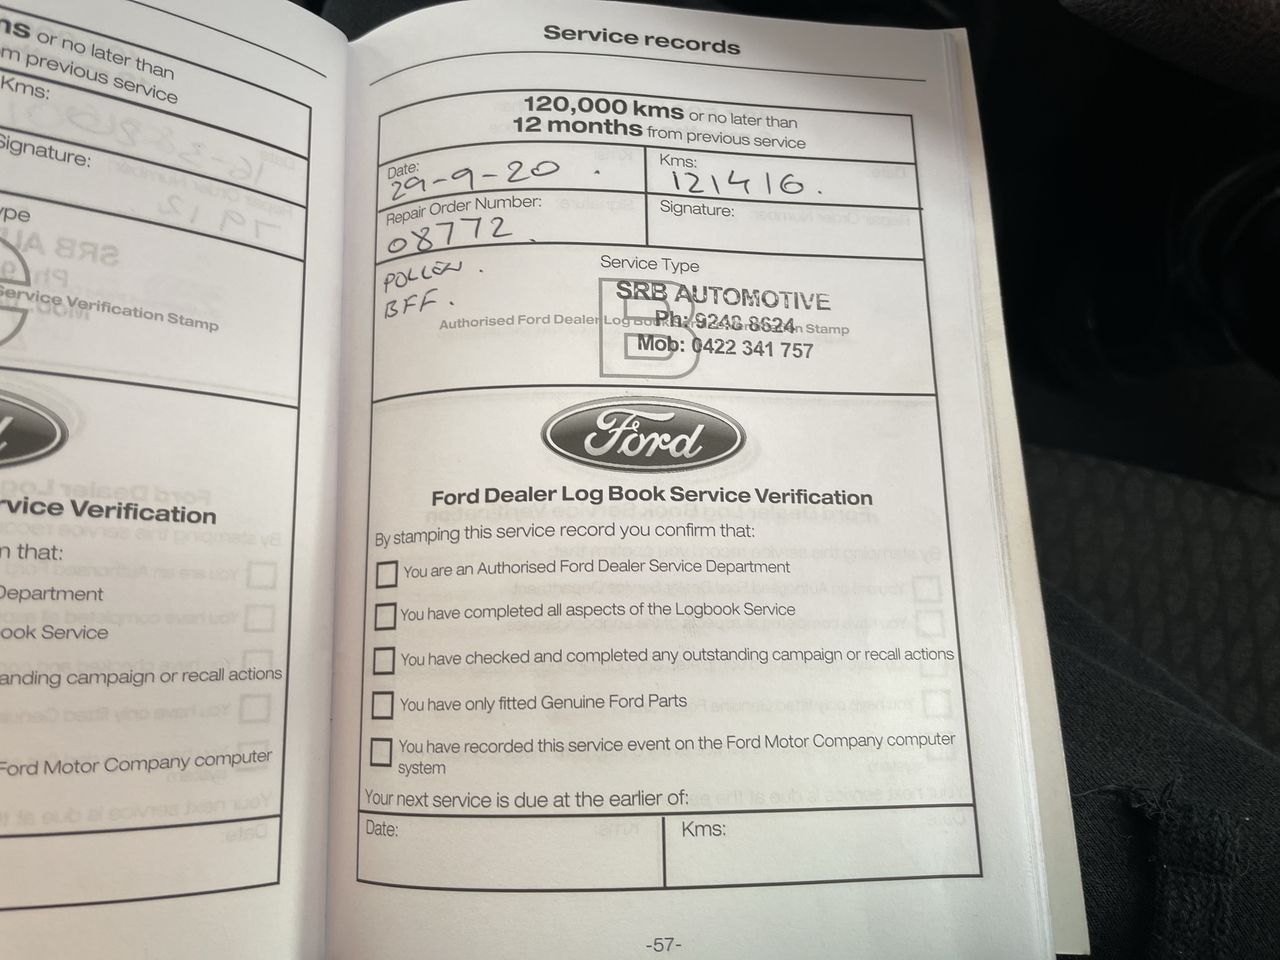 ms or no later than
m previous service
Kms:
Signature:
ype
Service Verification Stamp
rvice Verification
n that:
Department
ook Service
anding campaign or recall actions
Ford Motor Company computer
Service records
120,000 kms or no later than
12 months from previous service
Date:
29-9-20
Kms:
121416.
Repair Order Number:
08772
Signature:
POLLEN.
BFF.
Service Type
B
SRB AUTOMOTIVE
Ph: 9248 8624
Authorised Ford Dealer Log Book Service Verification Stamp
Mob: 0422 341 757
Ford
Ford Dealer Log Book Service Verification
By stamping this service record you confirm that:
You are an Authorised Ford Dealer Service Department
You have completed all aspects of the Logbook Service
You have checked and completed any outstanding campaign or recall actions
You have only fitted Genuine Ford Parts
You have recorded this service event on the Ford Motor Company computer
system
Your next service is due at the earlier of:
Date:
Kms:
-57-